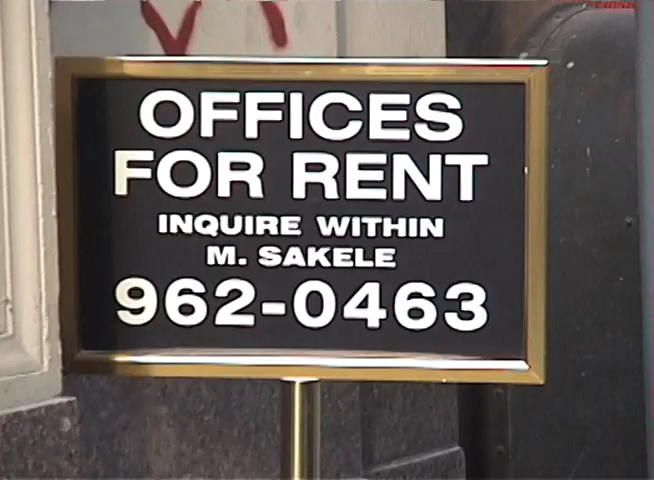 OFFICES
FOR RENT
INQUIRE WITHIN
M. SAKELE
962-0463